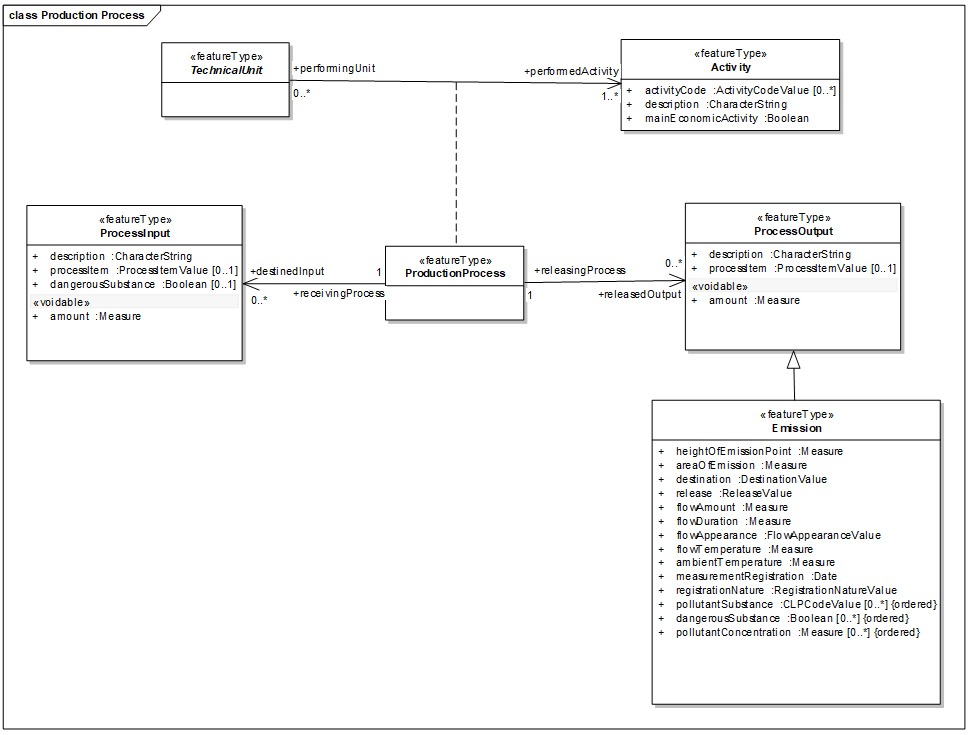 class Production Process
«featureType»
TechnicalUnit
+performingUnit
0..*
+performedActivity
1..*
«featureType»
Activity
+ activityCode :ActivityCodeValue [0..*]
+ description :CharacterString
+ mainEconomicActivity :Boolean
«featureType»
ProcessInput
+ description :CharacterString
+ processItem :ProcessItemValue [0..1]
+ dangerousSubstance :Boolean [0..1]
«voidable»
+ amount :Measure
+destinedInput
0..*
1
+receivingProcess
«featureType»
ProductionProcess
+releasingProcess
1
0..*
+releasedOutput
«featureType»
ProcessOutput
+ description :CharacterString
+ processItem :ProcessItemValue [0..1]
«voidable»
+ amount :Measure
«featureType»
Emission
+ heightOfEmissionPoint :Measure
+ areaOfEmission :Measure
+ destination :DestinationValue
+ release :ReleaseValue
+ flowAmount :Measure
+ flowDuration :Measure
+ flowAppearance :FlowAppearanceValue
+ flowTemperature :Measure
+ ambientTemperature :Measure
+ measurementRegistration :Date
+ registrationNature :RegistrationNatureValue
+ pollutantSubstance :CLPCodeValue [0..*] {ordered}
+ dangerousSubstance :Boolean [0..*] {ordered}
+ pollutantConcentration :Measure [0..*] {ordered}